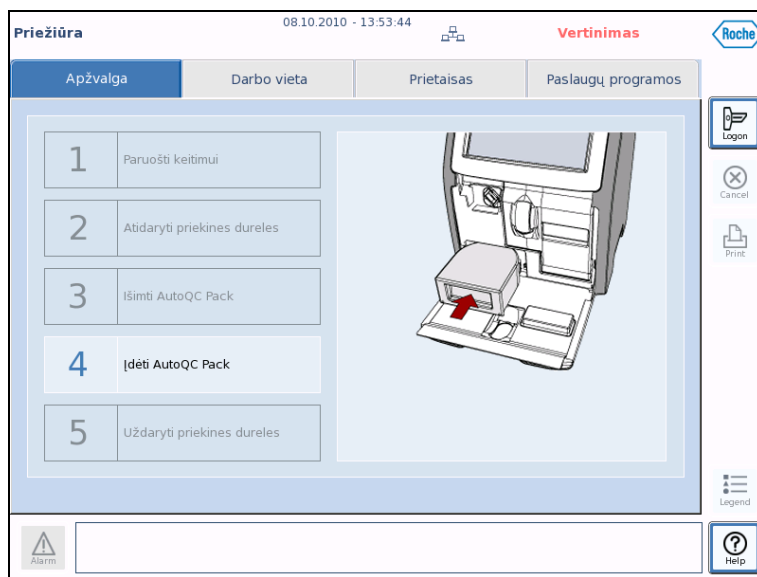 Priežiūra
08.10.2010 - 13:53:44
Vertinimas
Roche
Apžvalga
Darbo vieta
Prietaisas
Paslaugų programos
1 Paruošti keitimui
2 Atidaryti priekines dureles
3 Išimti AutoQC Pack
4 Įdėti AutoQC Pack
5 Uždaryti priekines dureles
Logon
Cancel
Print
Legend
Alarm
Help